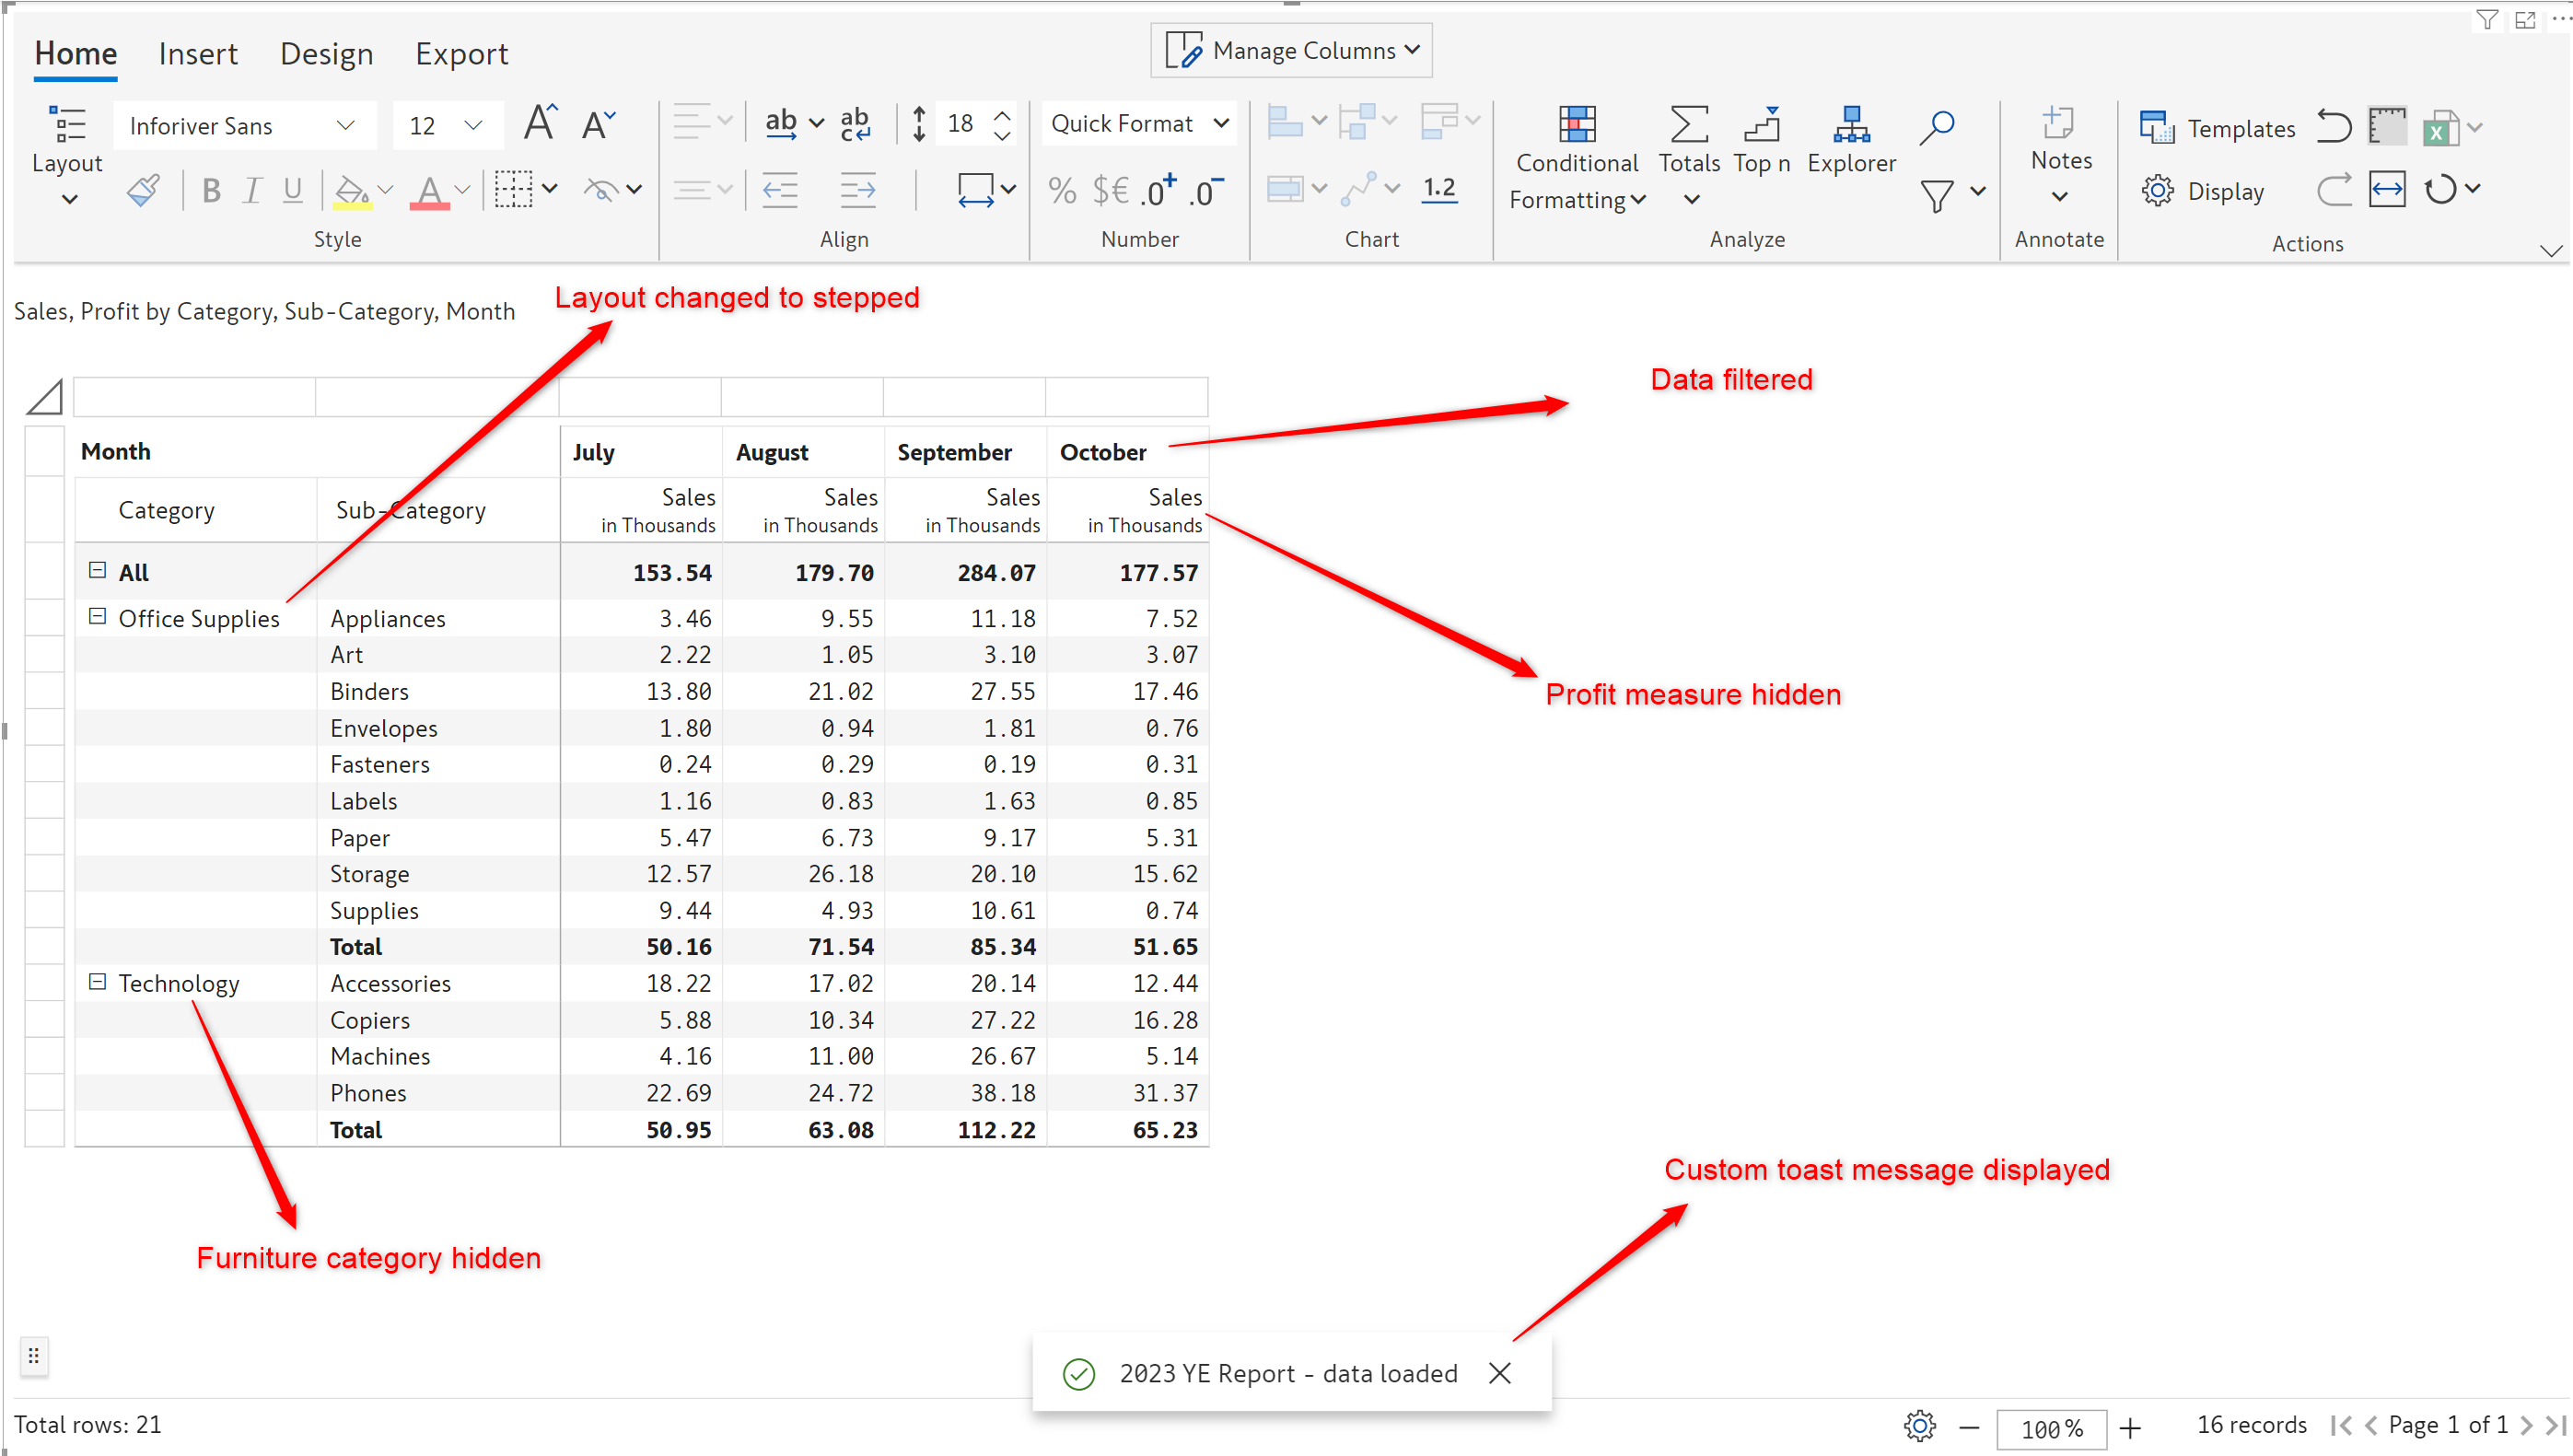 Home Insert Design Export
Manage Columns
Layout
Inforiver Sans 12 A A
B I U A
Style
ab ab c 18
Align
Quick Format
% $€ .0+ .0-
Number
1.2
Chart
Conditional Formatting
Totals Top n Explorer
Analyze
Notes
Annotate
Templates
Display
Actions
Sales, Profit by Category, Sub-Category, Month
Layout changed to stepped
Data filtered
Month July August September October
Category Sub-Category Sales Sales Sales Sales
in Thousands in Thousands in Thousands in Thousands
All 153.54 179.70 284.07 177.57
Office Supplies Appliances 3.46 9.55 11.18 7.52
Art 2.22 1.05 3.10 3.07
Binders 13.80 21.02 27.55 17.46
Profit measure hidden
Envelopes 1.80 0.94 1.81 0.76
Fasteners 0.24 0.29 0.19 0.31
Labels 1.16 0.83 1.63 0.85
Paper 5.47 6.73 9.17 5.31
Storage 12.57 26.18 20.10 15.62
Supplies 9.44 4.93 10.61 0.74
Total 50.16 71.54 85.34 51.65
Technology Accessories 18.22 17.02 20.14 12.44
Copiers 5.88 10.34 27.22 16.28
Machines 4.16 11.00 26.67 5.14
Phones 22.69 24.72 38.18 31.37
Total 50.95 63.08 112.22 65.23
Custom toast message displayed
Furniture category hidden
2023 YE Report - data loaded
Total rows: 21
100%
16 records Page 1 of 1